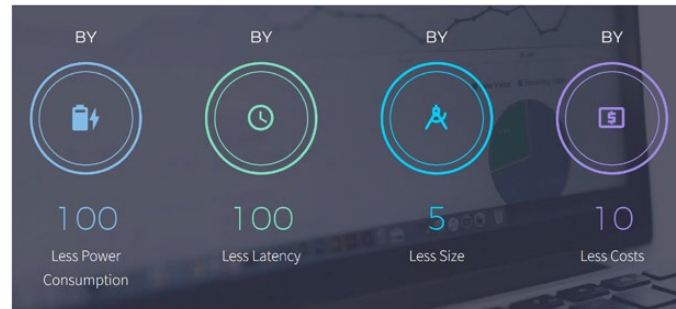 BY
BY
BY
BY
$
100
100
5
10
Less Power
Consumption
Less Latency
Less Size
Less Costs